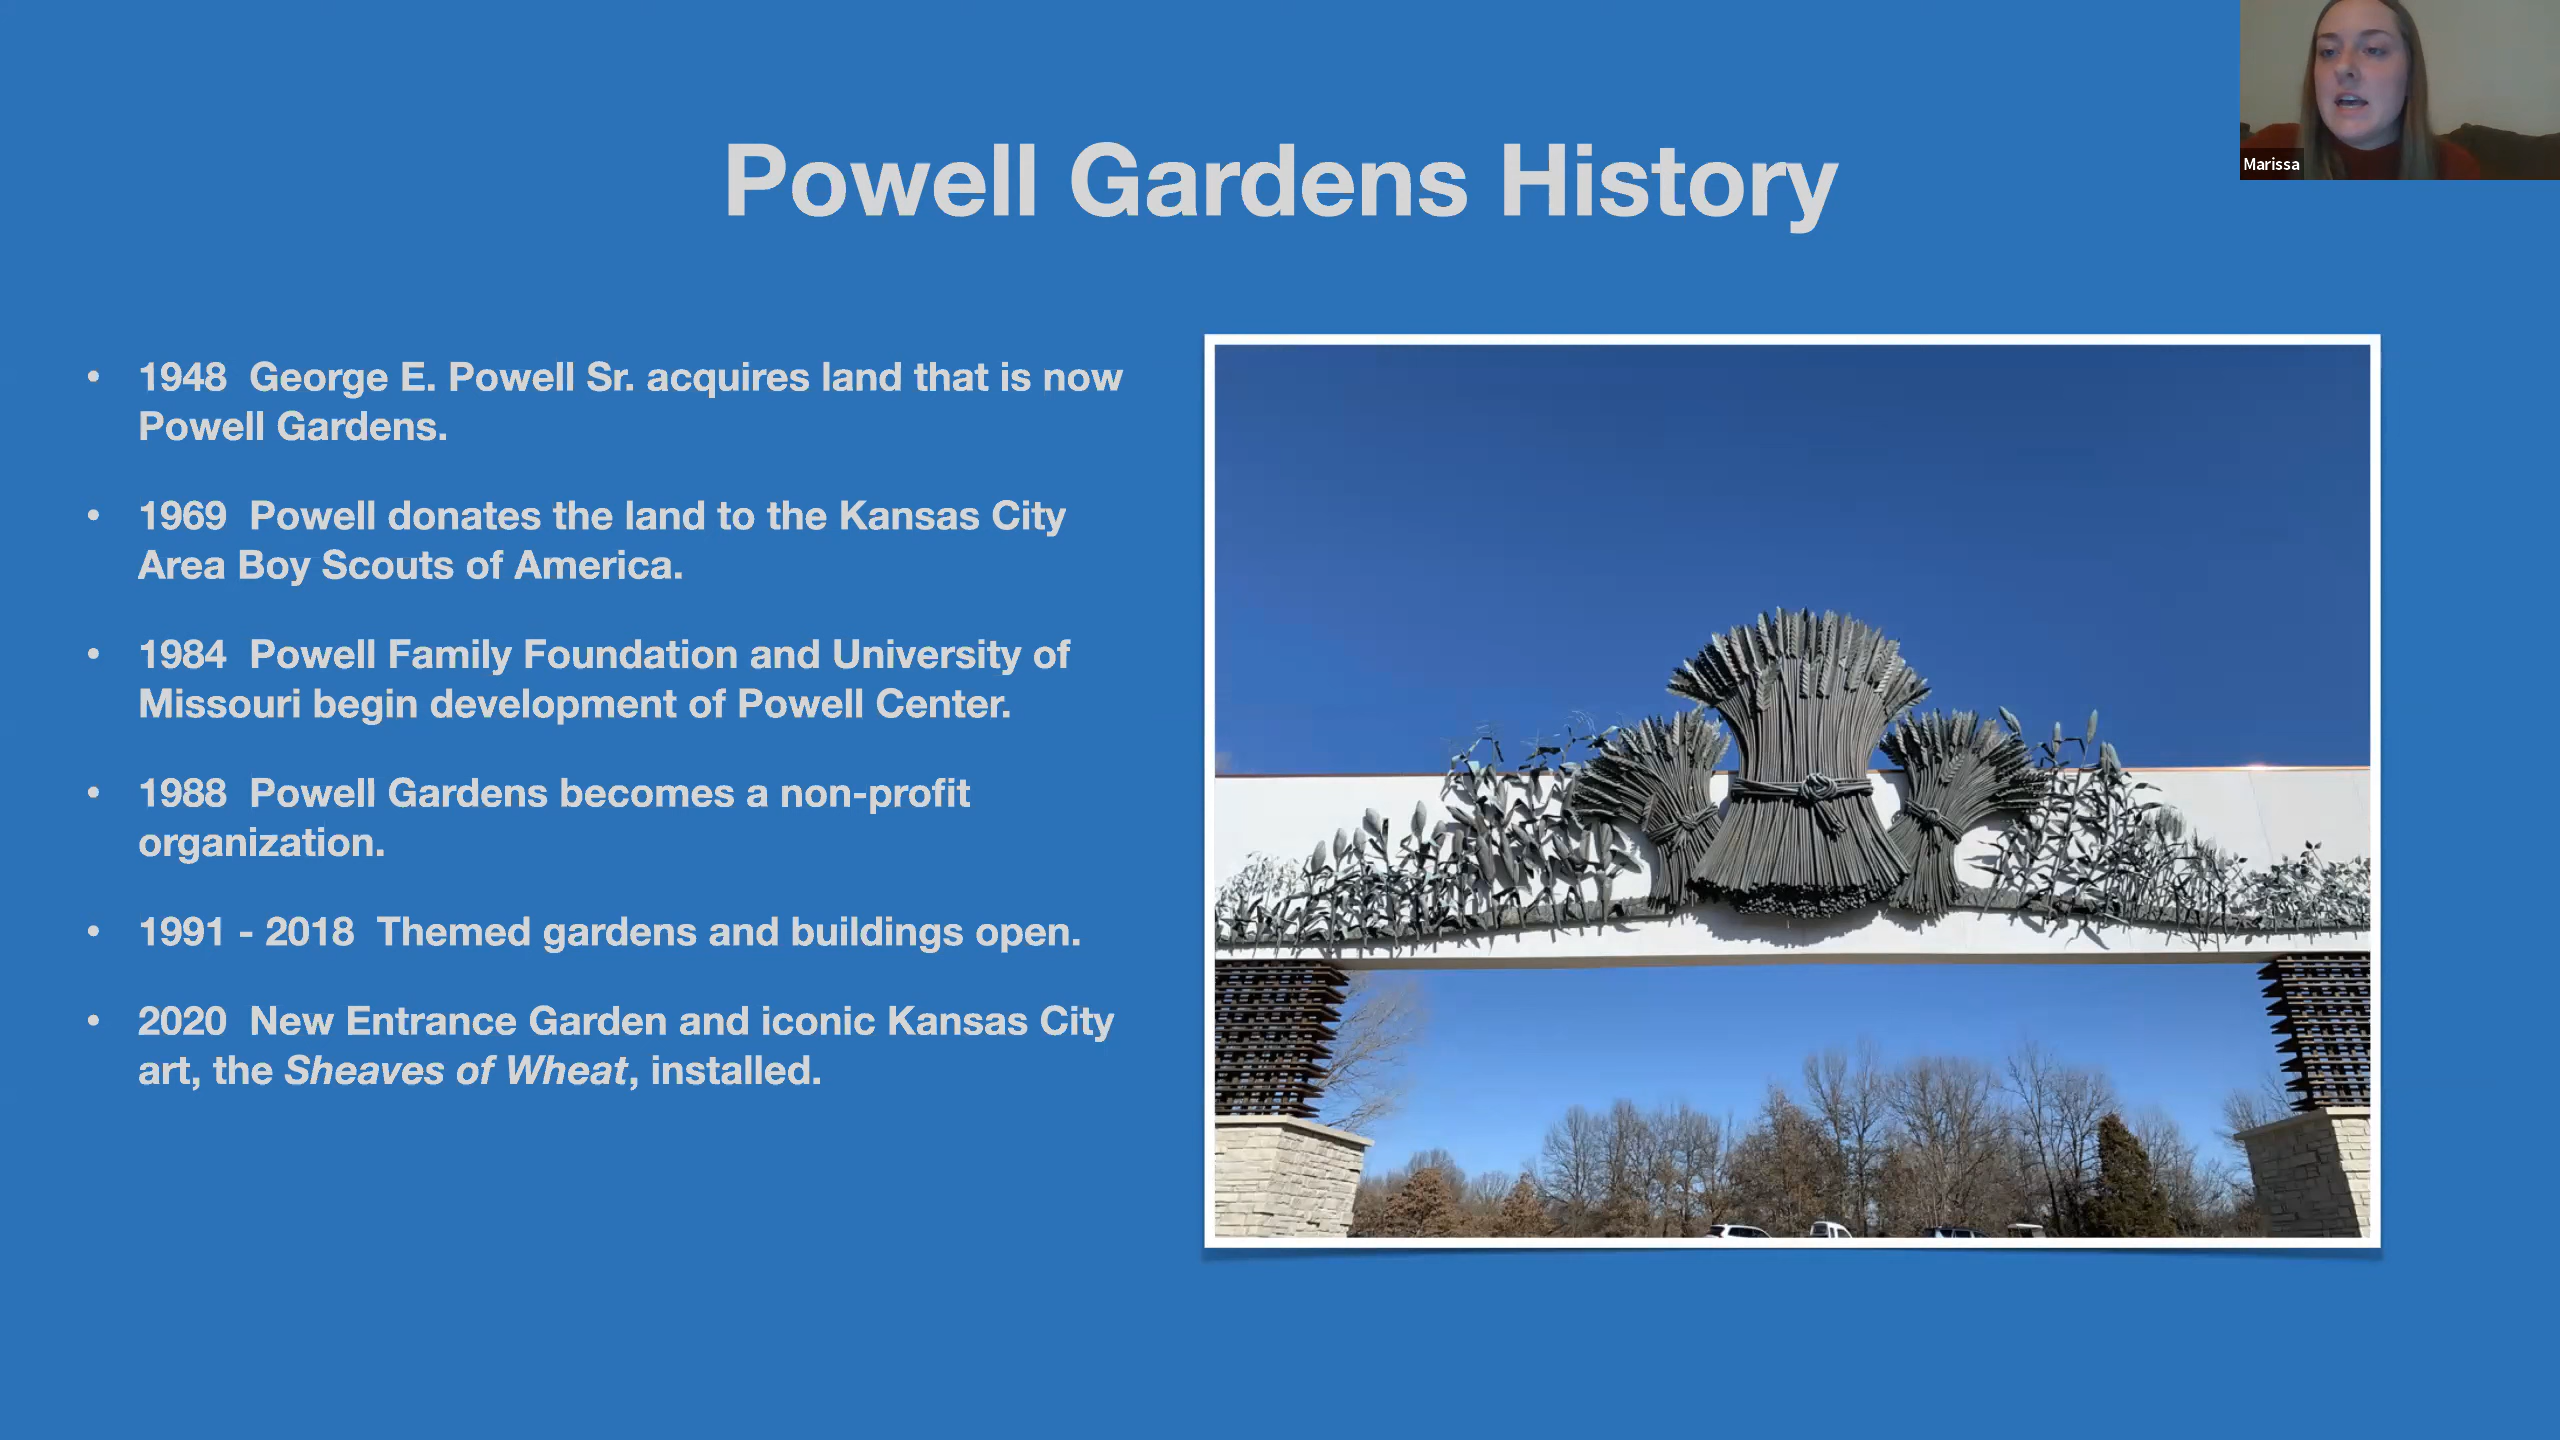 Marissa
Powell Gardens History
• 1948  George E. Powell Sr. acquires land that is now
Powell Gardens.
• 1969  Powell donates the land to the Kansas City
Area Boy Scouts of America.
• 1984  Powell Family Foundation and University of
Missouri begin development of Powell Center.
• 1988  Powell Gardens becomes a non-profit
organization.
• 1991 - 2018  Themed gardens and buildings open.
• 2020  New Entrance Garden and iconic Kansas City
art, the Sheaves of Wheat, installed.